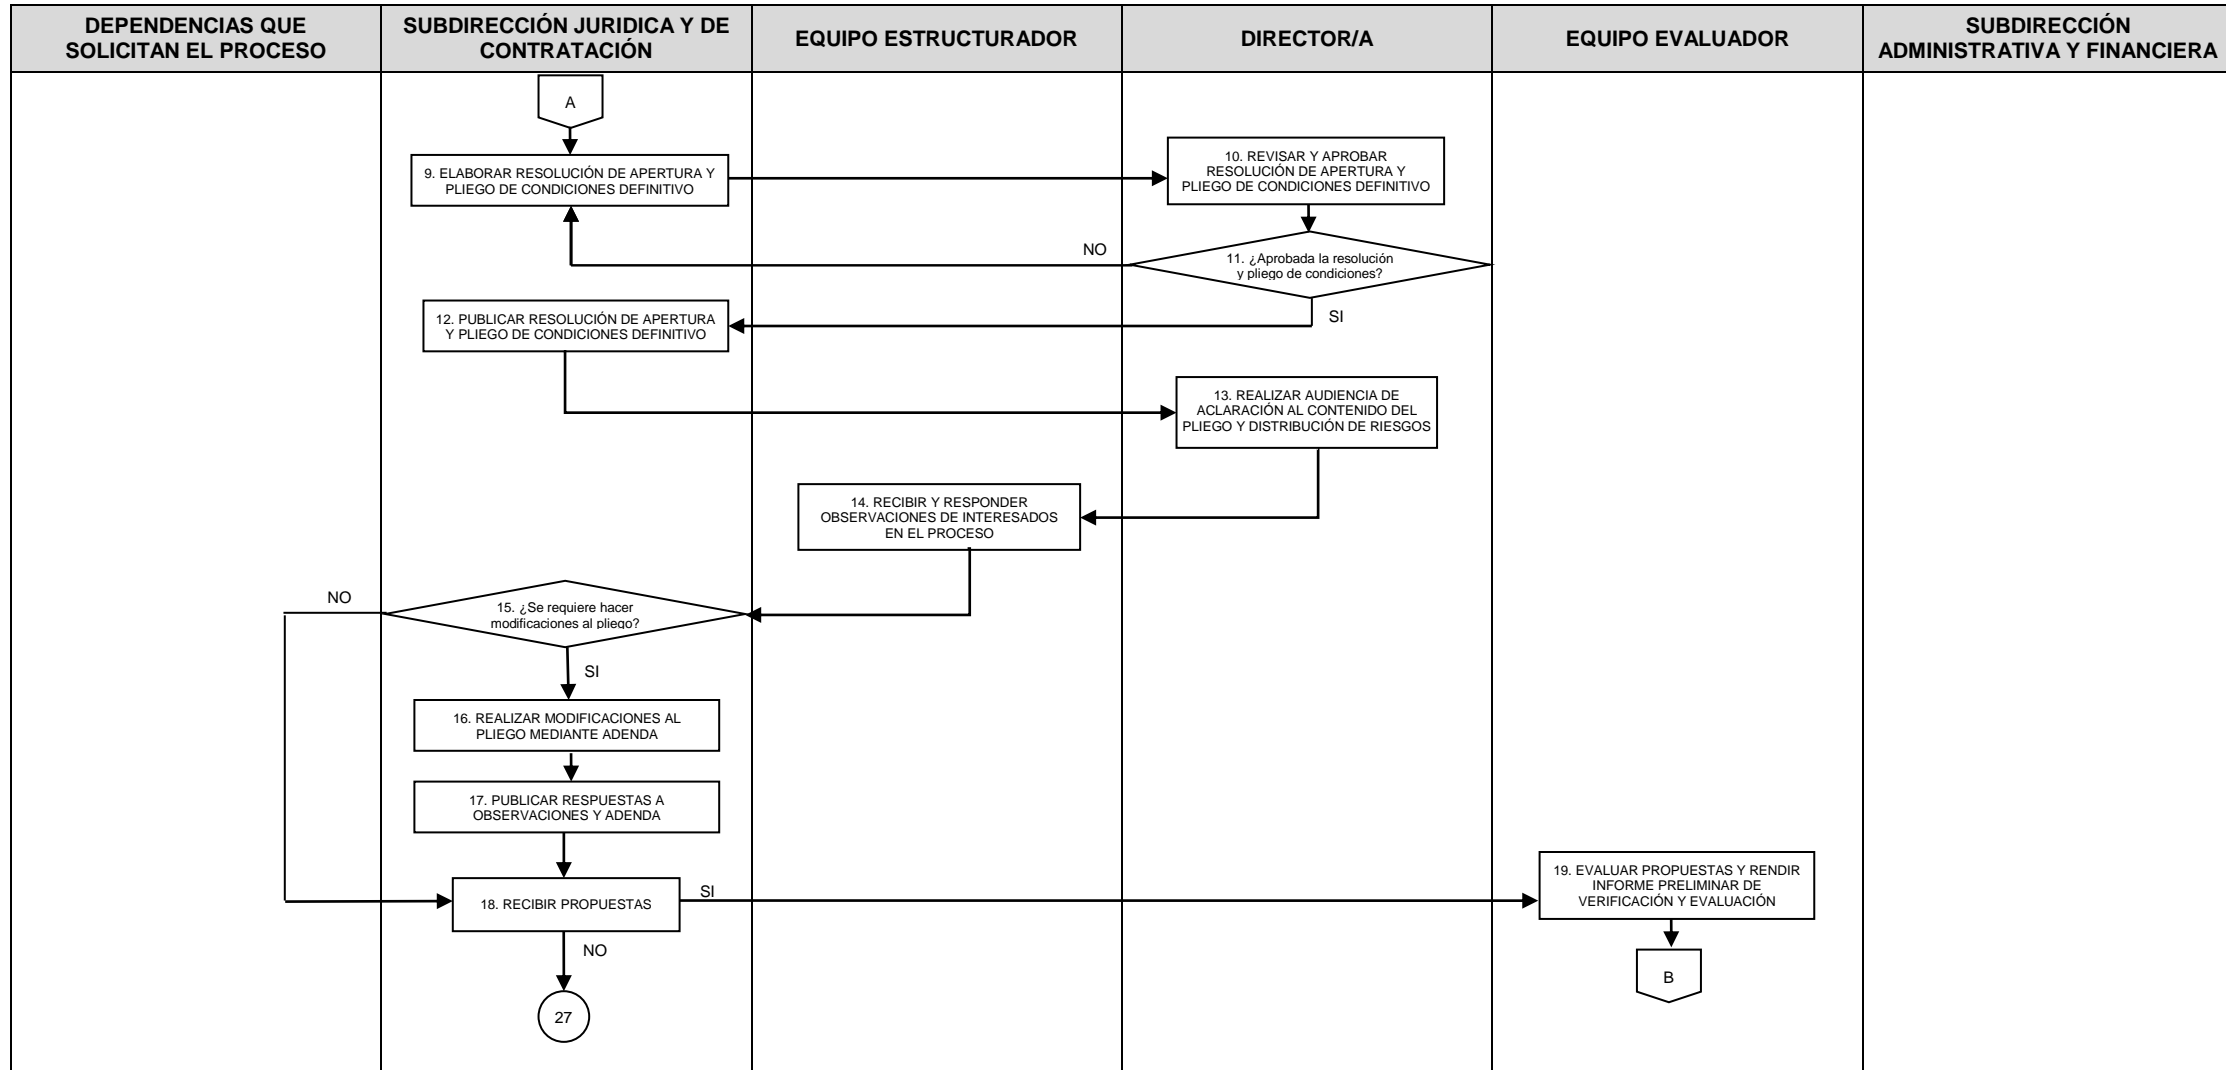 DEPENDENCIAS QUE
SOLICITAN EL PROCESO
SUBDIRECCIÓN JURIDICA Y DE
CONTRATACIÓN
EQUIPO ESTRUCTURADOR
DIRECTOR/A
EQUIPO EVALUADOR
SUBDIRECCIÓN
ADMINISTRATIVA Y FINANCIERA
A
9. ELABORAR RESOLUCIÓN DE APERTURA Y
PLIEGO DE CONDICIONES DEFINITIVO
10. REVISAR Y APROBAR
RESOLUCIÓN DE APERTURA Y
PLIEGO DE CONDICIONES DEFINITIVO
NO
11. ¿Aprobada la resolución
y pliego de condiciones?
SI
12. PUBLICAR RESOLUCIÓN DE APERTURA
Y PLIEGO DE CONDICIONES DEFINITIVO
13. REALIZAR AUDIENCIA DE
ACLARACIÓN AL CONTENIDO DEL
PLIEGO Y DISTRIBUCIÓN DE RIESGOS
14. RECIBIR Y RESPONDER
OBSERVACIONES DE INTERESADOS
EN EL PROCESO
NO
15. ¿Se requiere hacer
modificaciones al pliego?
SI
16. REALIZAR MODIFICACIONES AL
PLIEGO MEDIANTE ADENDA
17. PUBLICAR RESPUESTAS A
OBSERVACIONES Y ADENDA
18. RECIBIR PROPUESTAS
SI
19. EVALUAR PROPUESTAS Y RENDIR
INFORME PRELIMINAR DE
VERIFICACIÓN Y EVALUACIÓN
NO
B
27